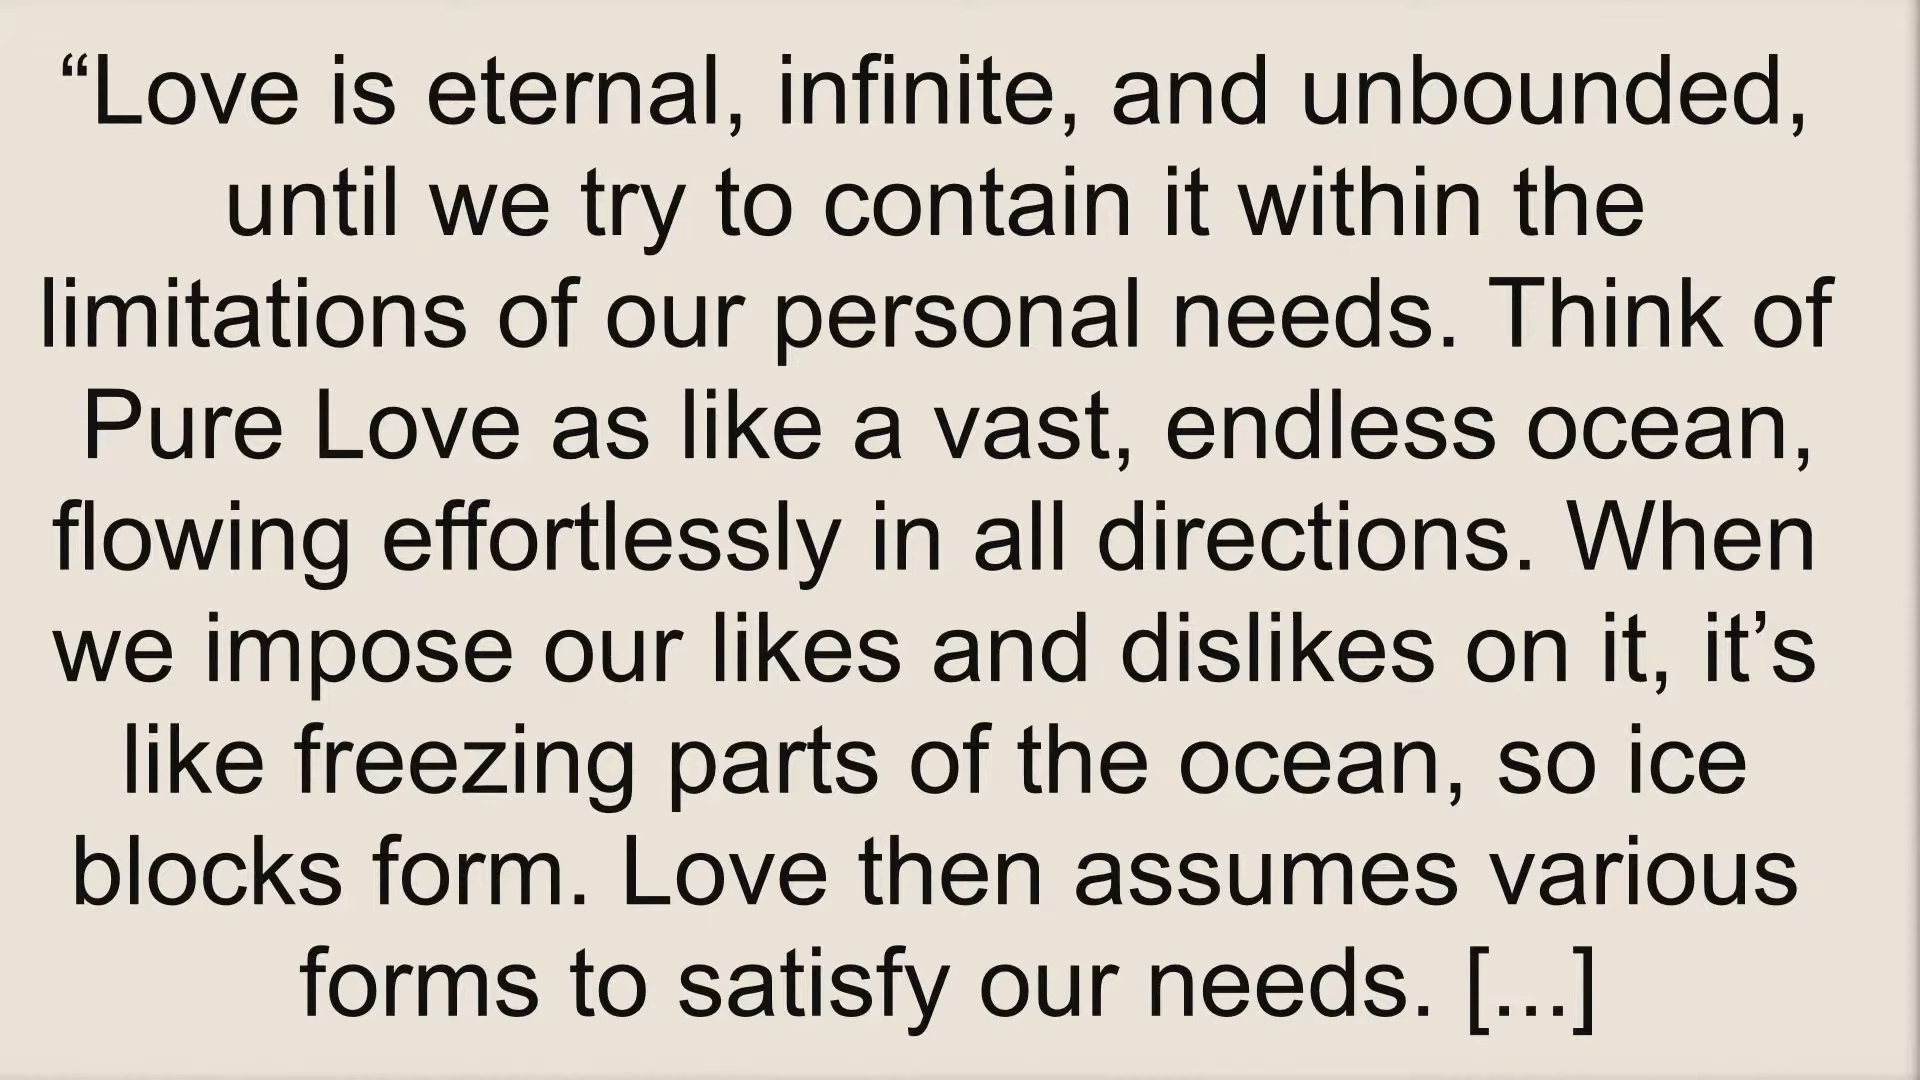 “Love is eternal, infinite, and unbounded,
until we try to contain it within the
limitations of our personal needs. Think of
Pure Love as like a vast, endless ocean,
flowing effortlessly in all directions. When
we impose our likes and dislikes on it, it’s
like freezing parts of the ocean, so ice
blocks form. Love then assumes various
forms to satisfy our needs. [...]